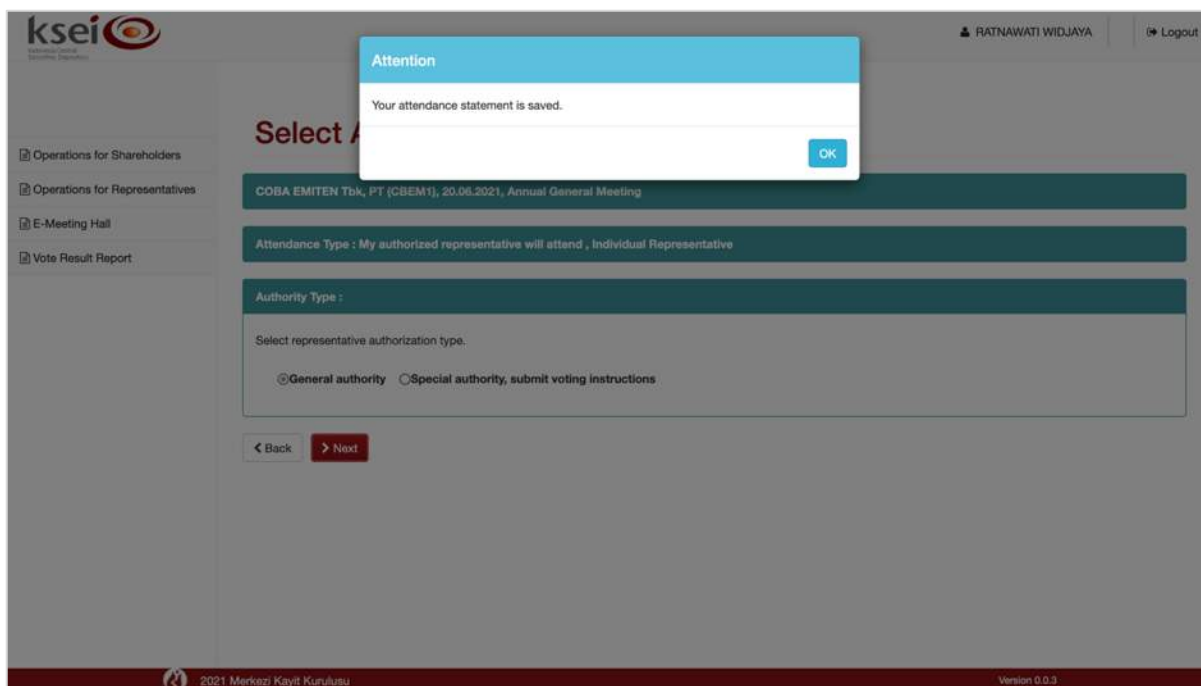 ksei
RATNAWATI WIDJAYA
Logout
Attention
Your attendance statement is saved.
OK
Select A
Operations for Shareholders
Operations for Representatives
E-Meeting Hall
Vote Result Report
COBA EMITEN Tbk, PT (CBEM1), 20.06.2021, Annual General Meeting
Attendance Type : My authorized representative will attend , Individual Representative
Authority Type :
Select representative authorization type.
General authority Special authority, submit voting instructions
Back Next
2021 Merkezi Kayit Kurulusu
Version 0.0.3